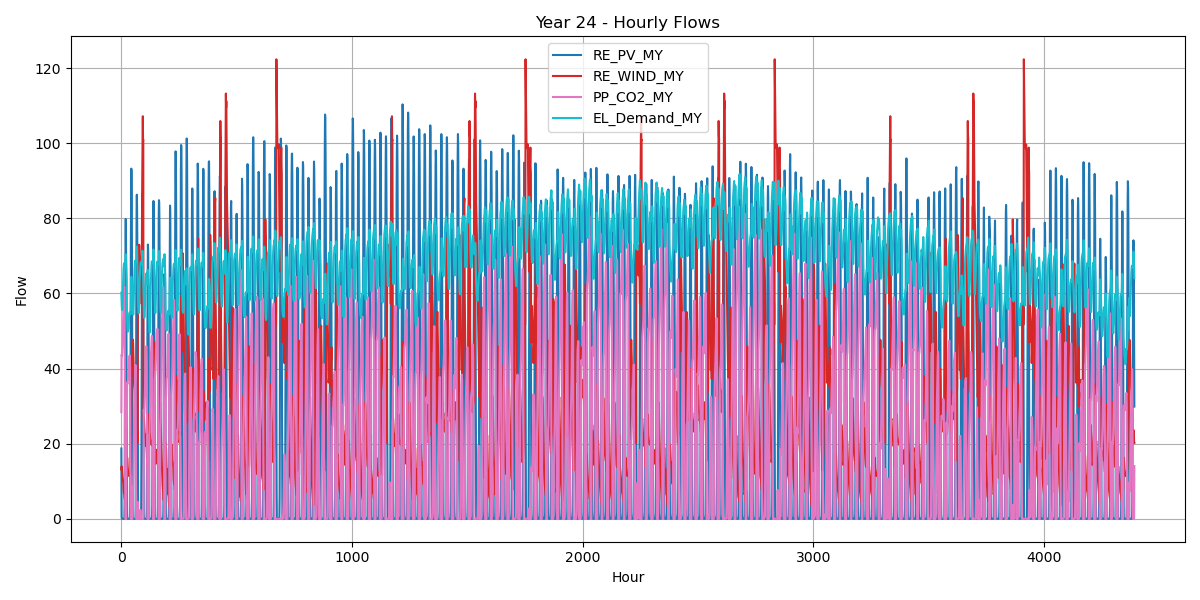 Year 24 - Hourly Flows
RE_PV_MY
RE_WIND_MY
PP_CO2_MY
EL_Demand_MY
Flow
120
100
80
60
40
20
0
0 1000 2000 3000 4000
Hour